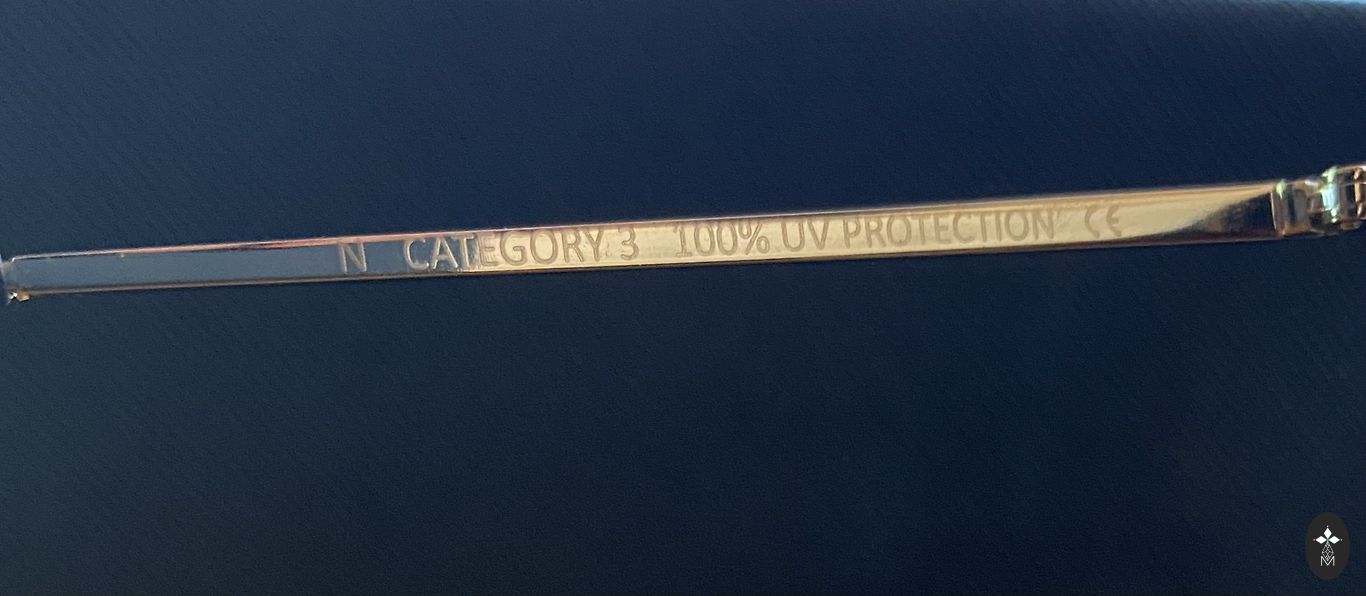 N CATEGORY 3 100% UV PROTECTION CE
M